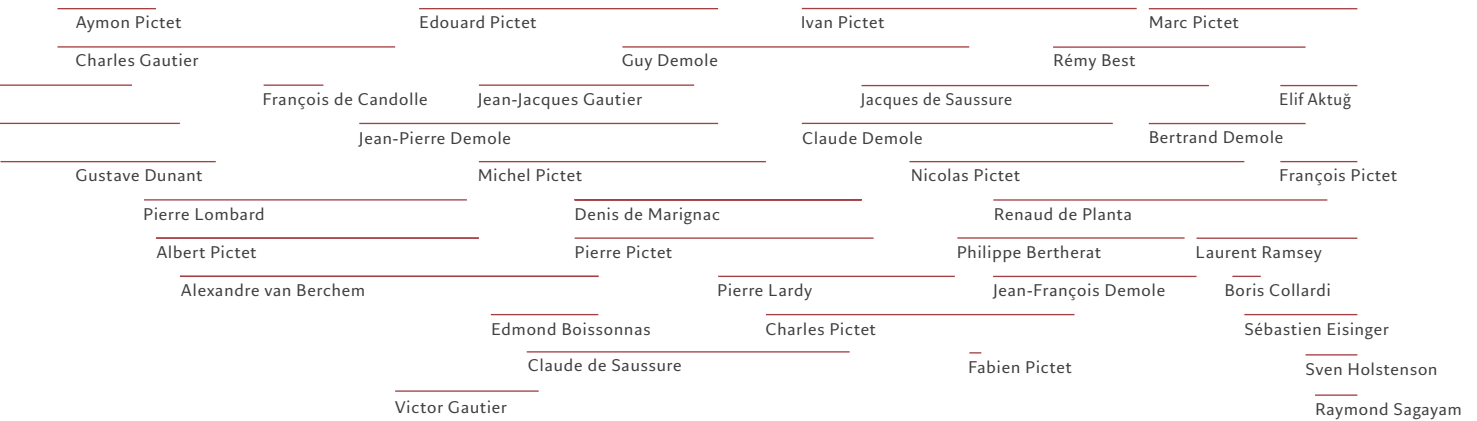 Aymon Pictet Edouard Pictet Ivan Pictet Marc Pictet
Charles Gautier Guy Demole Rémy Best
François de Candolle Jean-Jacques Gautier Jacques de Saussure Elif Aktuğ
Jean-Pierre Demole Claude Demole Bertrand Demole
Gustave Dunant Michel Pictet Nicolas Pictet François Pictet
Pierre Lombard Denis de Marignac Renaud de Planta
Albert Pictet Pierre Pictet Philippe Bertherat Laurent Ramsey
Alexandre van Berchem Pierre Lardy Jean-François Demole Boris Collardi
Edmond Boissonnas Charles Pictet Sébastien Eisinger
Claude de Saussure Fabien Pictet Sven Holstenson
Victor Gautier Raymond Sagayam